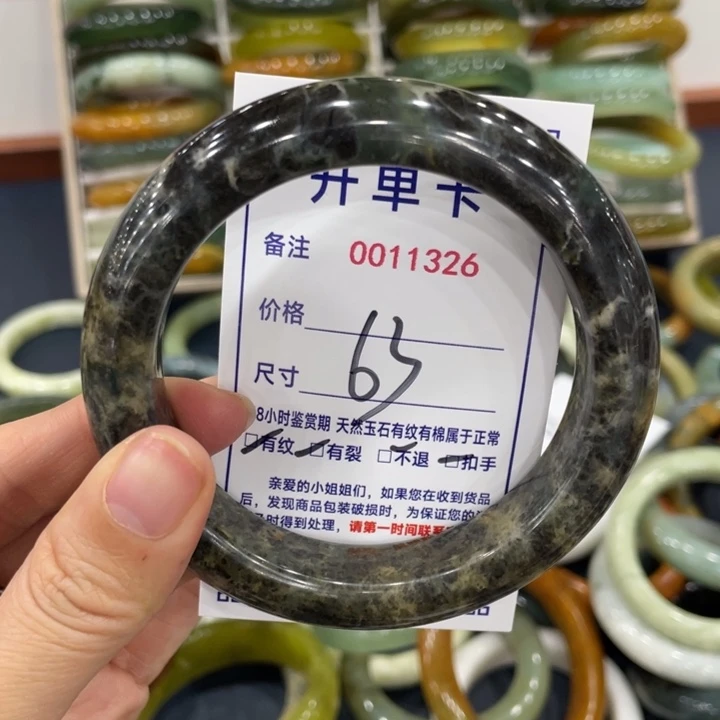 开单卡
备注 0011326
价格
63
尺寸
8小时鉴赏期 天然玉石有纹有棉属于正常
□有纹 □有裂 □不退 □扣手
亲爱的小姐姐们，如果您在收到货品
后，发现商品包装破损时，为保证您的
时得到处理，请第一时间联系